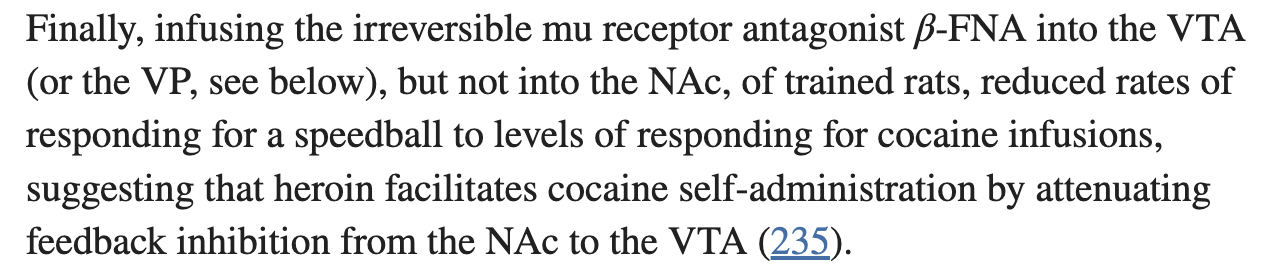 Finally, infusing the irreversible mu receptor antagonist β-FNA into the VTA
(or the VP, see below), but not into the NAc, of trained rats, reduced rates of
responding for a speedball to levels of responding for cocaine infusions,
suggesting that heroin facilitates cocaine self-administration by attenuating
feedback inhibition from the NAc to the VTA (235).